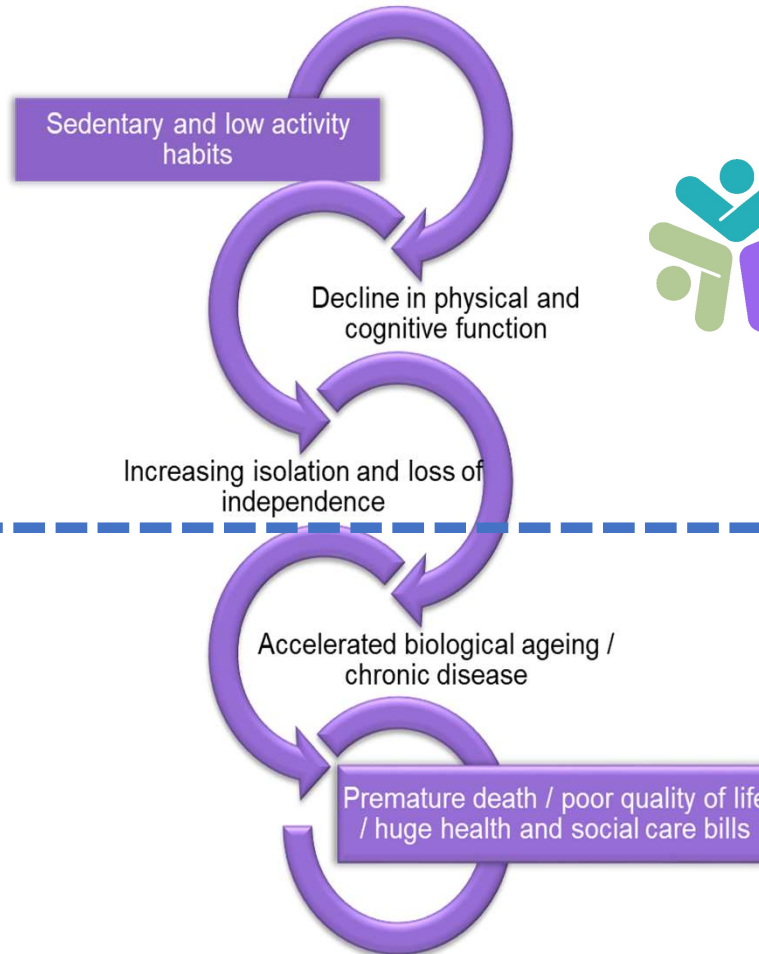 Sedentary and low activity
habits
Decline in physical and
cognitive function
Increasing isolation and loss of
independence
Accelerated biological ageing /
chronic disease
Premature death / poor quality of life
/ huge health and social care bills